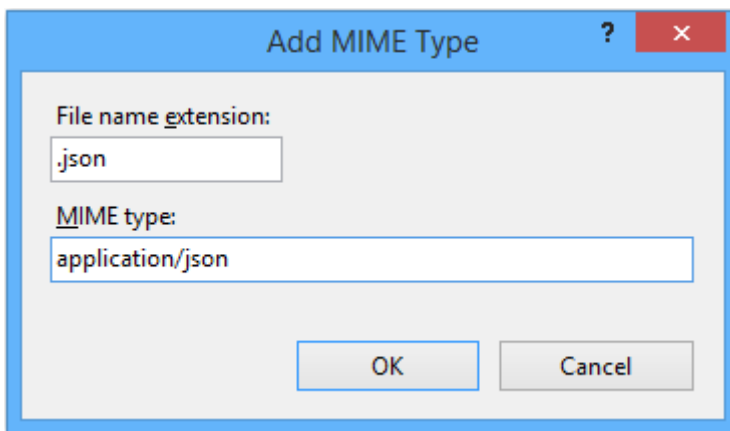 Add MIME Type
?
×
File name extension:
.json
MIME type:
application/json
OK
Cancel